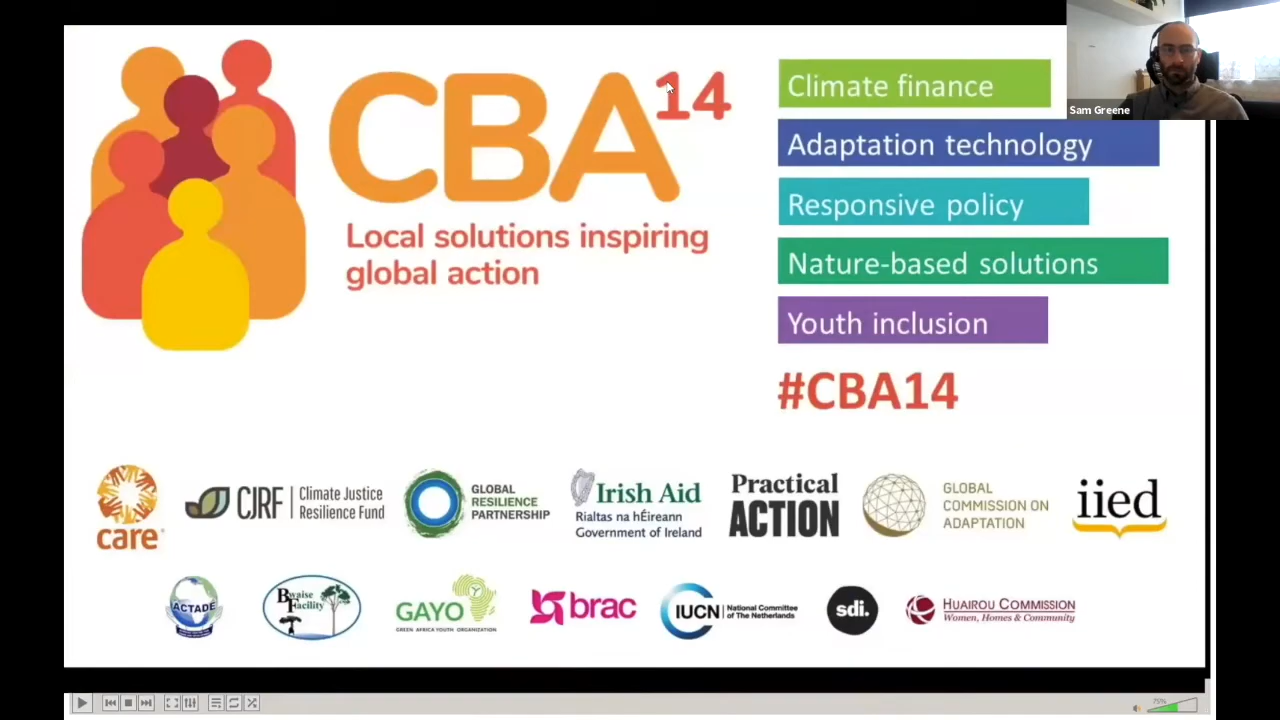 CBA14
Local solutions inspiring
global action
Climate finance
Adaptation technology
Responsive policy
Nature-based solutions
Youth inclusion
#CBA14
Sam Greene
care
CJRF
Climate Justice
Resilience Fund
GLOBAL
RESILIENCE
PARTNERSHIP
Irish Aid
Rialtas na hÉireann
Government of Ireland
Practical
ACTION
GLOBAL
COMMISSION ON
ADAPTATION
iied
ACTADE
Bwaise
Facility
GAYO
GREEN AFRICA YOUTH ORGANIZATION
brac
IUCN
National Committee
of The Netherlands
sdi.
HUAIROU COMMISSION
Women, Homes & Community
75%